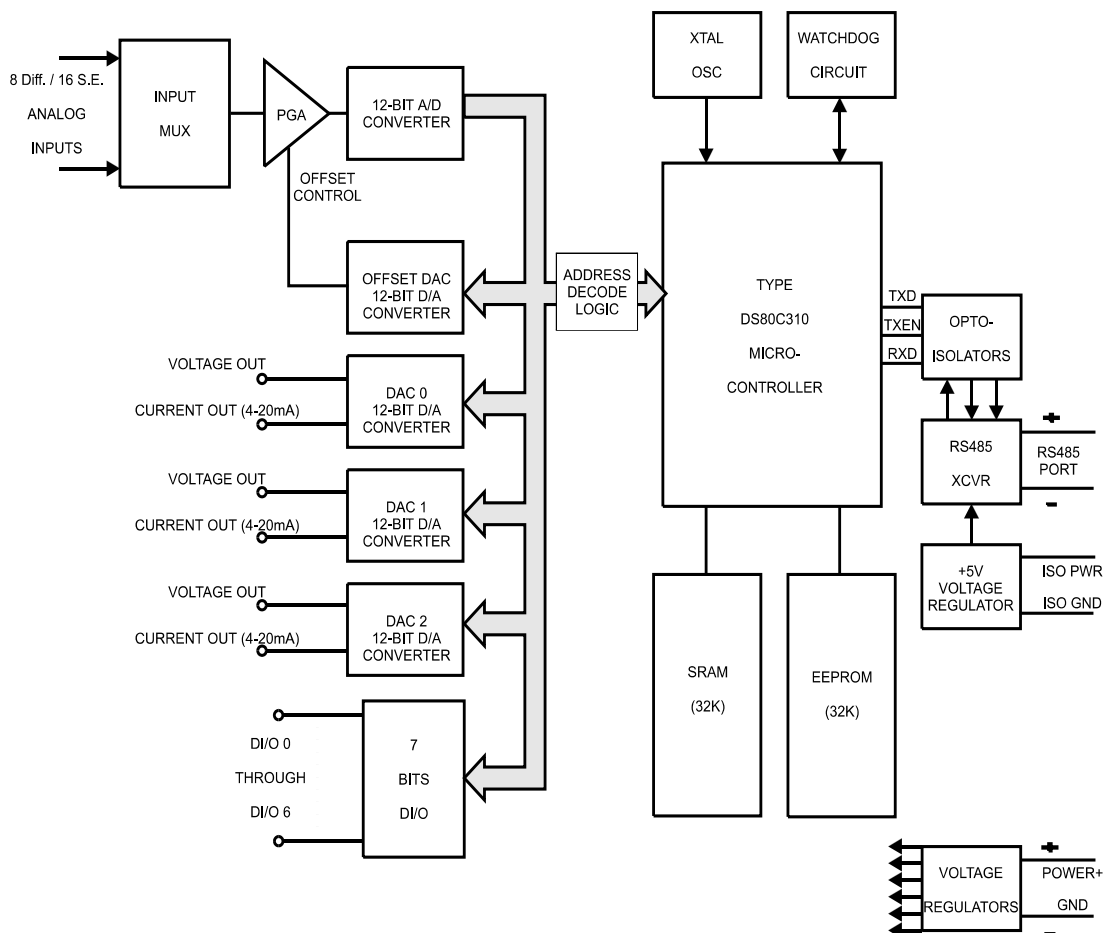 8 Diff. / 16 S.E.
ANALOG
INPUTS
INPUT
MUX
PGA
12-BIT A/D
CONVERTER
OFFSET
CONTROL
OFFSET DAC
12-BIT D/A
CONVERTER
VOLTAGE OUT
CURRENT OUT (4-20mA)
DAC 0
12-BIT D/A
CONVERTER
VOLTAGE OUT
CURRENT OUT (4-20mA)
DAC 1
12-BIT D/A
CONVERTER
VOLTAGE OUT
CURRENT OUT (4-20mA)
DAC 2
12-BIT D/A
CONVERTER
DI/O 0
THROUGH
DI/O 6
7
BITS
DI/O
ADDRESS
DECODE
LOGIC
XTAL
OSC
WATCHDOG
CIRCUIT
TYPE
DS80C310
MICRO-
CONTROLLER
TXD
TXEN
RXD
OPTO-
ISOLATORS
RS485
XCVR
+
RS485
PORT
-
+5V
VOLTAGE
REGULATOR
ISO PWR
ISO GND
SRAM
(32K)
EEPROM
(32K)
VOLTAGE
REGULATORS
+
POWER+
GND
-